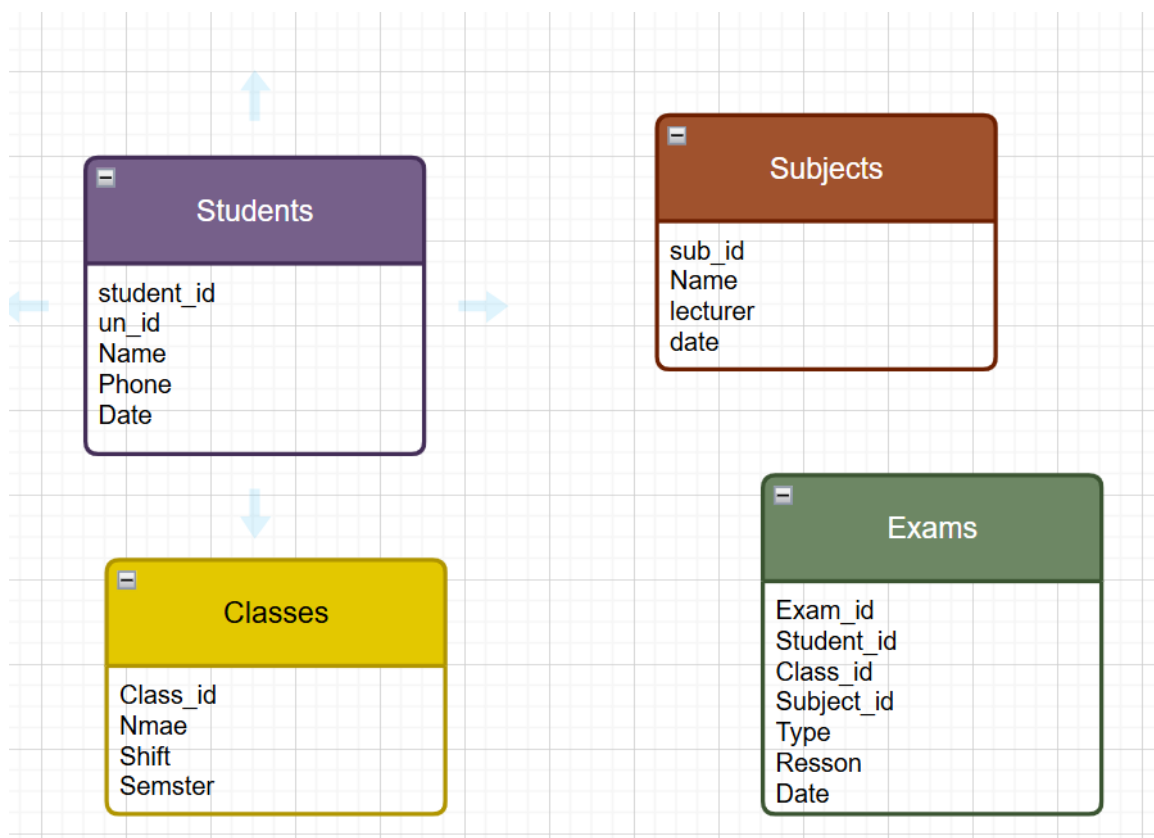 Students
student_id
un_id
Name
Phone
Date
Subjects
sub_id
Name
lecturer
date
Classes
Class_id
Nmae
Shift
Semster
Exams
Exam_id
Student_id
Class_id
Subject_id
Type
Resson
Date